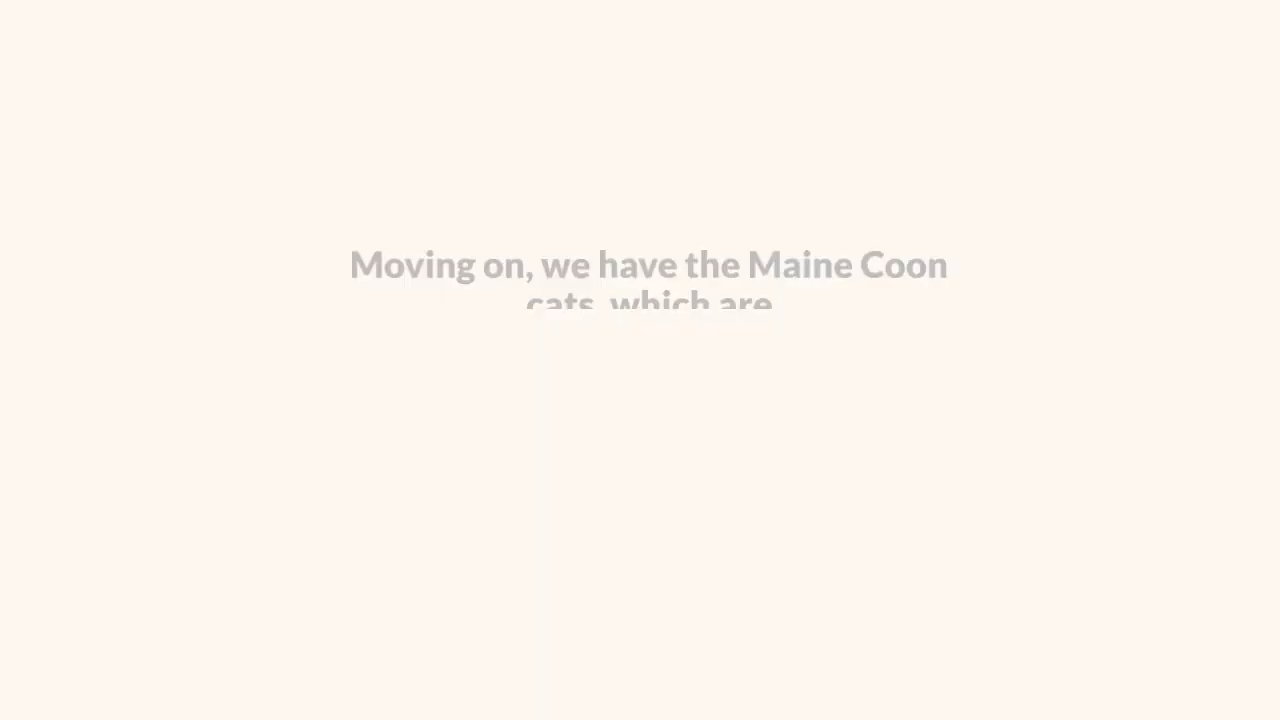 Moving on, we have the Maine Coon
cats, which are